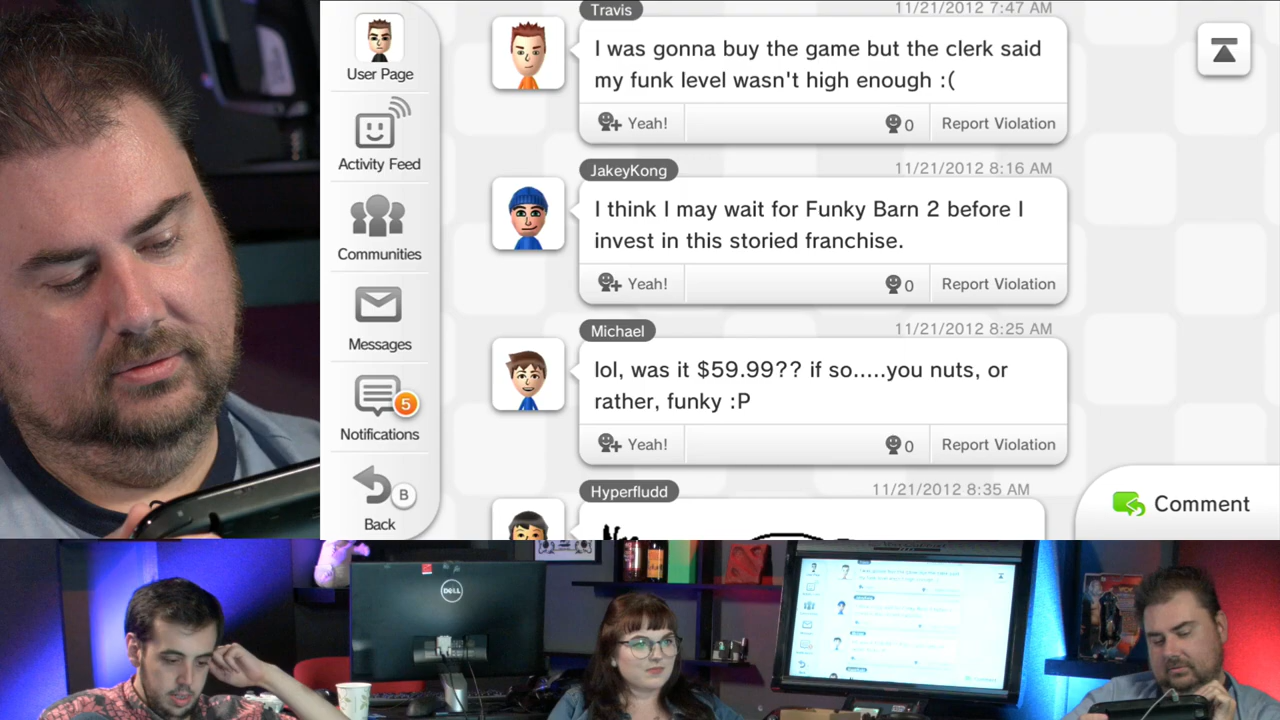 User Page
Activity Feed
Communities
Messages
5
Notifications
B
Back
Travis
11/21/2012 7:47 AM
I was gonna buy the game but the clerk said
my funk level wasn't high enough :(
Yeah!
0
Report Violation
JakeyKong
11/21/2012 8:16 AM
I think I may wait for Funky Barn 2 before I
invest in this storied franchise.
Yeah!
0
Report Violation
Michael
11/21/2012 8:25 AM
lol, was it $59.99?? if so.....you nuts, or
rather, funky :P
Yeah!
0
Report Violation
Hyperfludd
11/21/2012 8:35 AM
Comment
DELL